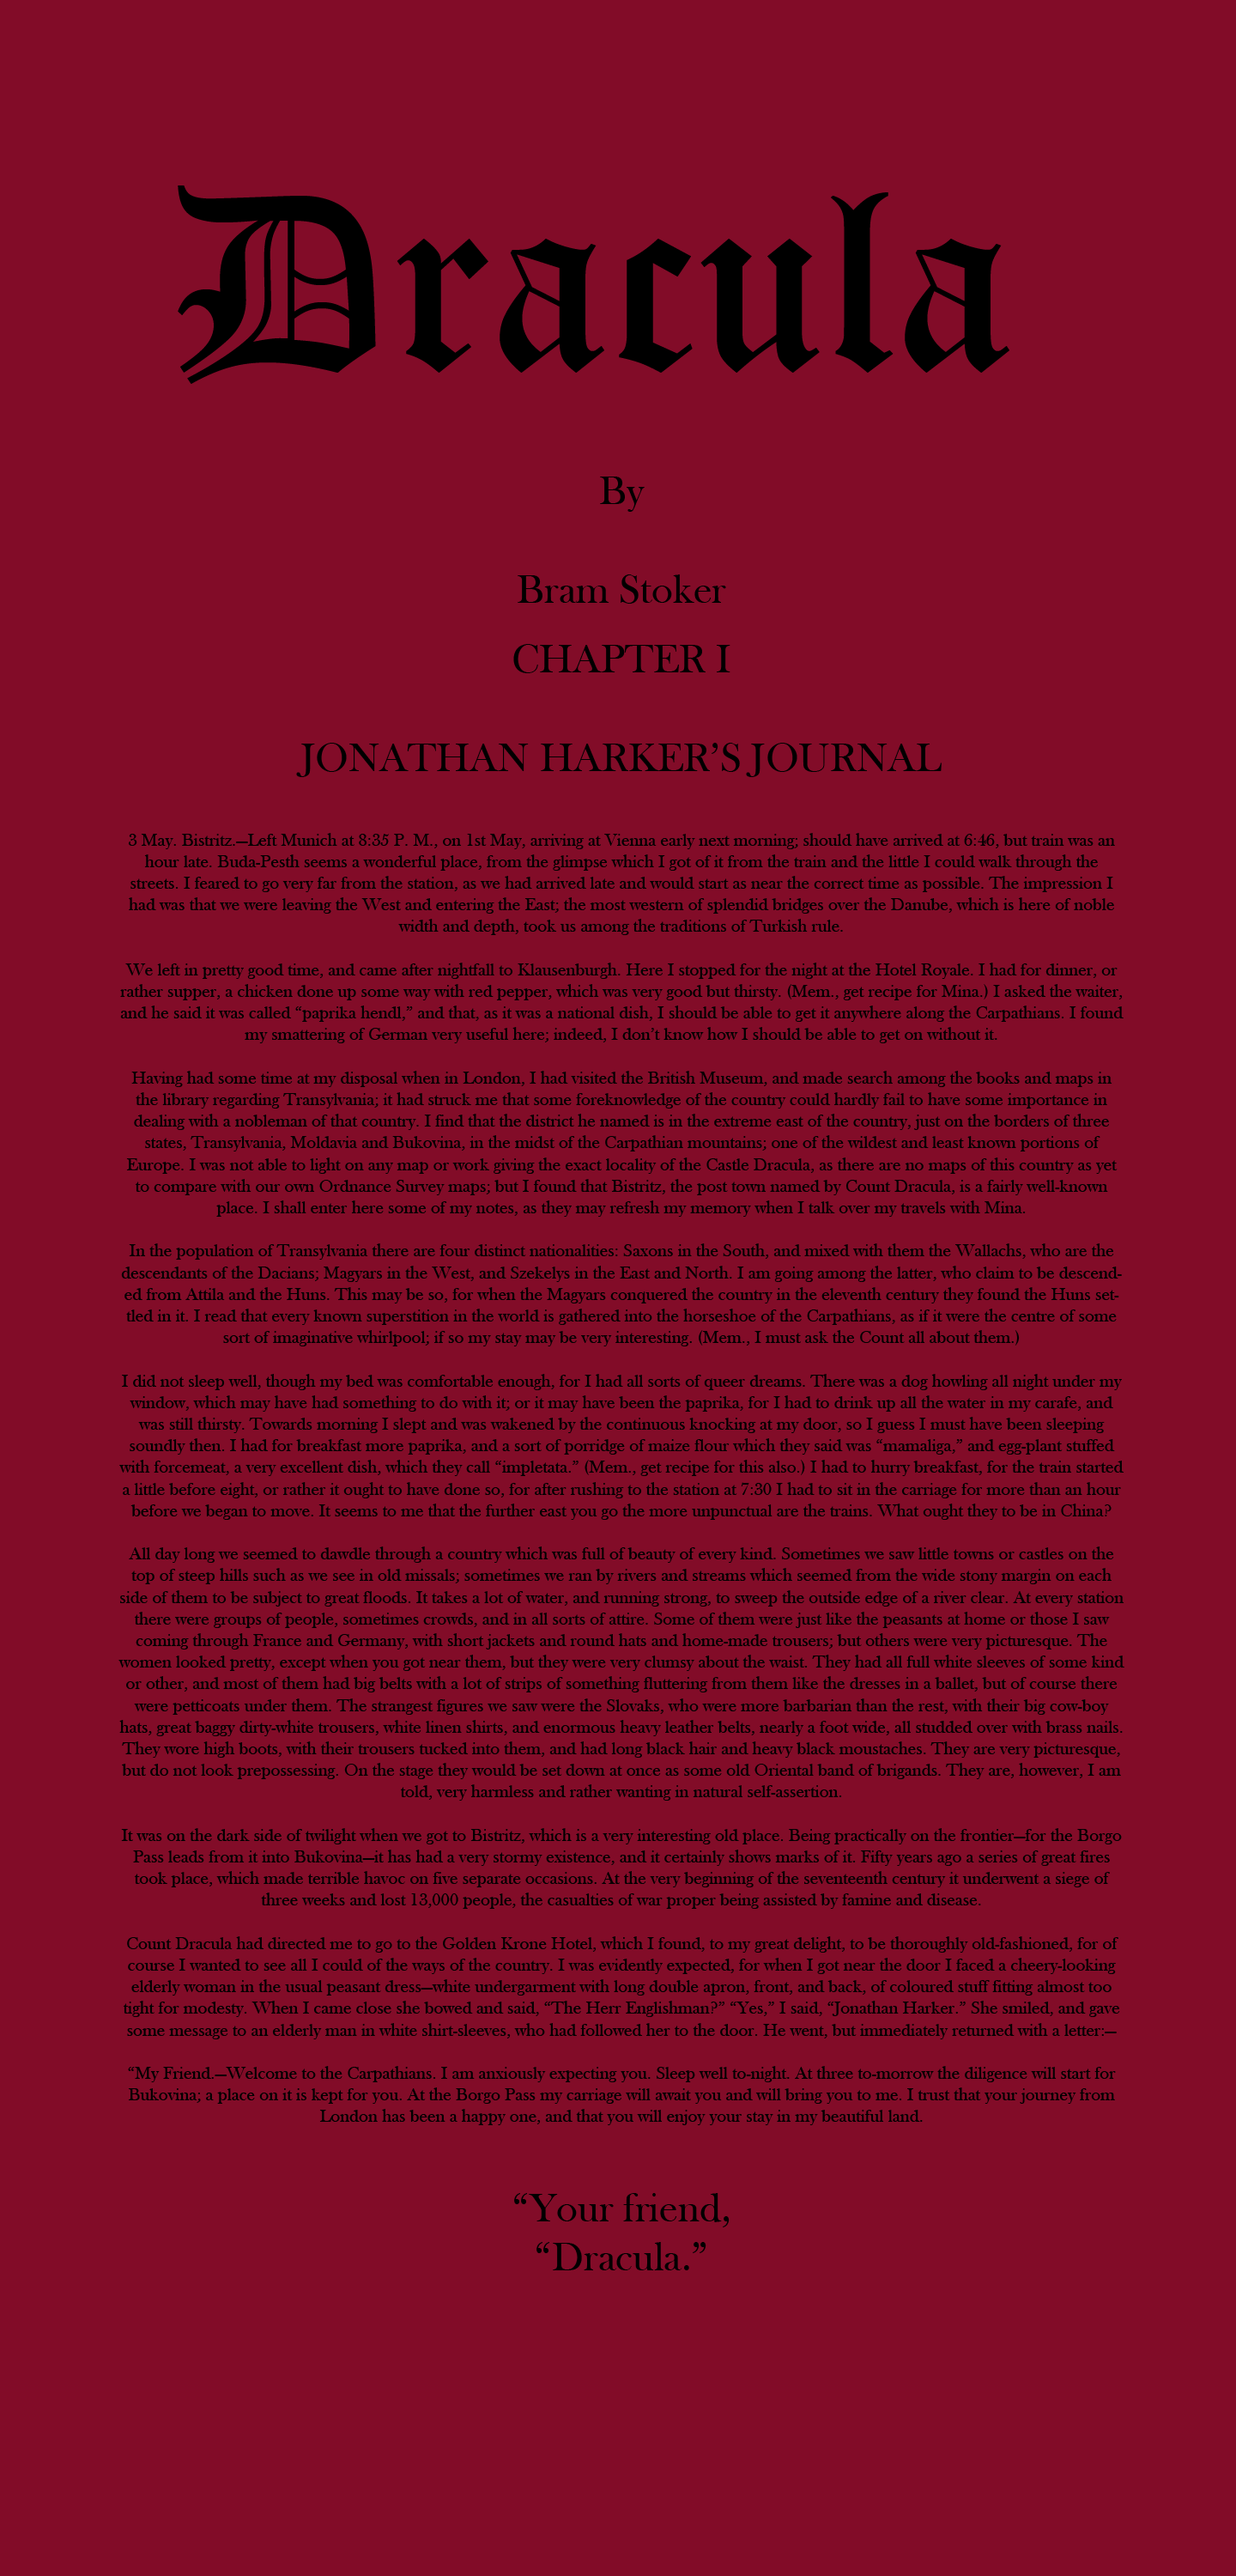 Dracula
By
Bram Stoker
CHAPTER I
JONATHAN HARKER’S JOURNAL
3 May. Bistritz.—Left Munich at 8:35 P. M., on 1st May, arriving at Vienna early next morning; should have arrived at 6:46, but train was an
hour late. Buda-Pesth seems a wonderful place, from the glimpse which I got of it from the train and the little I could walk through the
streets. I feared to go very far from the station, as we had arrived late and would start as near the correct time as possible. The impression I
had was that we were leaving the West and entering the East; the most western of splendid bridges over the Danube, which is here of noble
width and depth, took us among the traditions of Turkish rule.
We left in pretty good time, and came after nightfall to Klausenburgh. Here I stopped for the night at the Hotel Royale. I had for dinner, or
rather supper, a chicken done up some way with red pepper, which was very good but thirsty. (Mem., get recipe for Mina.) I asked the waiter,
and he said it was called “paprika hendl,” and that, as it was a national dish, I should be able to get it anywhere along the Carpathians. I found
my smattering of German very useful here; indeed, I don’t know how I should be able to get on without it.
Having had some time at my disposal when in London, I had visited the British Museum, and made search among the books and maps in
the library regarding Transylvania; it had struck me that some foreknowledge of the country could hardly fail to have some importance in
dealing with a nobleman of that country. I find that the district he named is in the extreme east of the country, just on the borders of three
states, Transylvania, Moldavia and Bukovina, in the midst of the Carpathian mountains; one of the wildest and least known portions of
Europe. I was not able to light on any map or work giving the exact locality of the Castle Dracula, as there are no maps of this country as yet
to compare with our own Ordnance Survey maps; but I found that Bistritz, the post town named by Count Dracula, is a fairly well-known
place. I shall enter here some of my notes, as they may refresh my memory when I talk over my travels with Mina.
In the population of Transylvania there are four distinct nationalities: Saxons in the South, and mixed with them the Wallachs, who are the
descendants of the Dacians; Magyars in the West, and Szekelys in the East and North. I am going among the latter, who claim to be descend-
ed from Attila and the Huns. This may be so, for when the Magyars conquered the country in the eleventh century they found the Huns set-
tled in it. I read that every known superstition in the world is gathered into the horseshoe of the Carpathians, as if it were the centre of some
sort of imaginative whirlpool; if so my stay may be very interesting. (Mem., I must ask the Count all about them.)
I did not sleep well, though my bed was comfortable enough, for I had all sorts of queer dreams. There was a dog howling all night under my
window, which may have had something to do with it; or it may have been the paprika, for I had to drink up all the water in my carafe, and
was still thirsty. Towards morning I slept and was wakened by the continuous knocking at my door, so I guess I must have been sleeping
soundly then. I had for breakfast more paprika, and a sort of porridge of maize flour which they said was “mamaliga,” and egg-plant stuffed
with forcemeat, a very excellent dish, which they call “impletata.” (Mem., get recipe for this also.) I had to hurry breakfast, for the train started
a little before eight, or rather it ought to have done so, for after rushing to the station at 7:30 I had to sit in the carriage for more than an hour
before we began to move. It seems to me that the further east you go the more unpunctual are the trains. What ought they to be in China?
All day long we seemed to dawdle through a country which was full of beauty of every kind. Sometimes we saw little towns or castles on the
top of steep hills such as we see in old missals; sometimes we ran by rivers and streams which seemed from the wide stony margin on each
side of them to be subject to great floods. It takes a lot of water, and running strong, to sweep the outside edge of a river clear. At every station
there were groups of people, sometimes crowds, and in all sorts of attire. Some of them were just like the peasants at home or those I saw
coming through France and Germany, with short jackets and round hats and home-made trousers; but others were very picturesque. The
women looked pretty, except when you got near them, but they were very clumsy about the waist. They had all full white sleeves of some kind
or other, and most of them had big belts with a lot of strips of something fluttering from them like the dresses in a ballet, but of course there
were petticoats under them. The strangest figures we saw were the Slovaks, who were more barbarian than the rest, with their big cow-boy
hats, great baggy dirty-white trousers, white linen shirts, and enormous heavy leather belts, nearly a foot wide, all studded over with brass nails.
They wore high boots, with their trousers tucked into them, and had long black hair and heavy black moustaches. They are very picturesque,
but do not look prepossessing. On the stage they would be set down at once as some old Oriental band of brigands. They are, however, I am
told, very harmless and rather wanting in natural self-assertion.
It was on the dark side of twilight when we got to Bistritz, which is a very interesting old place. Being practically on the frontier—for the Borgo
Pass leads from it into Bukovina—it has had a very stormy existence, and it certainly shows marks of it. Fifty years ago a series of great fires
took place, which made terrible havoc on five separate occasions. At the very beginning of the seventeenth century it underwent a siege of
three weeks and lost 13,000 people, the casualties of war proper being assisted by famine and disease.
Count Dracula had directed me to go to the Golden Krone Hotel, which I found, to my great delight, to be thoroughly old-fashioned, for of
course I wanted to see all I could of the ways of the country. I was evidently expected, for when I got near the door I faced a cheery-looking
elderly woman in the usual peasant dress—white undergarment with long double apron, front, and back, of coloured stuff fitting almost too
tight for modesty. When I came close she bowed and said, “The Herr Englishman?” “Yes,” I said, “Jonathan Harker.” She smiled, and gave
some message to an elderly man in white shirt-sleeves, who had followed her to the door. He went, but immediately returned with a letter:—
“My Friend.—Welcome to the Carpathians. I am anxiously expecting you. Sleep well to-night. At three to-morrow the diligence will start for
Bukovina; a place on it is kept for you. At the Borgo Pass my carriage will await you and will bring you to me. I trust that your journey from
London has been a happy one, and that you will enjoy your stay in my beautiful land.
“Your friend,
“Dracula.”